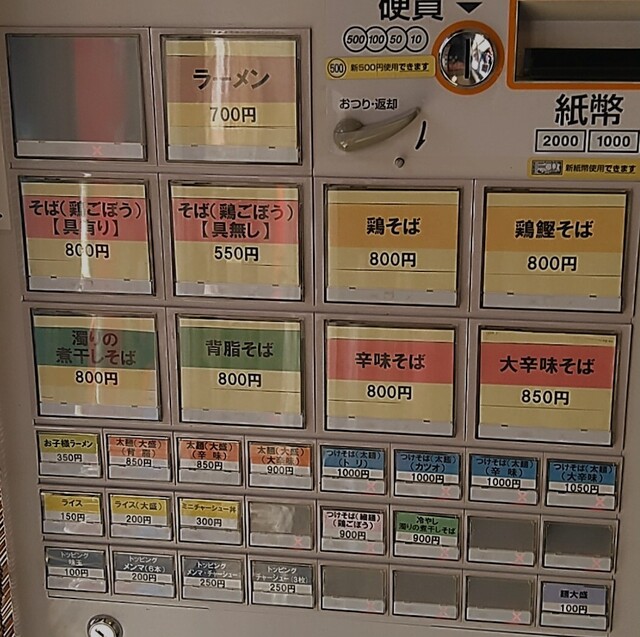 硬貨
500 100 50 10
500 新500円使用できます
おつり・返却
紙幣
2000 1000
新紙幣使用できます
ラーメン
700円
そば(鶏ごぼう)
【具有り】
800円
そば(鶏ごぼう)
【具無し】
550円
鶏そば
800円
鶏鰹そば
800円
濁りの
煮干しそば
800円
背脂そば
800円
辛味そば
800円
大辛味そば
850円
お子様ラーメン
350円
太麺(大盛)
(背脂)
850円
太麺(大盛)
(辛味)
850円
太麺(大盛)
(大辛味)
900円
つけそば(太麺)
(トリ)
1000円
つけそば(太麺)
(カツオ)
1000円
つけそば(太麺)
(辛味)
1000円
つけそば(太麺)
(大辛味)
1050円
ライス
150円
ライス(大盛)
200円
ミニチャーシュー丼
300円
つけそば(細麺)
(鶏ごぼう)
900円
冷やし
濁りの煮干しそば
900円
トッピング
味玉
100円
トッピング
メンマ(6本)
200円
トッピング
メンマ・チャーシュー
250円
トッピング
チャーシュー(3枚)
250円
麺大盛
100円